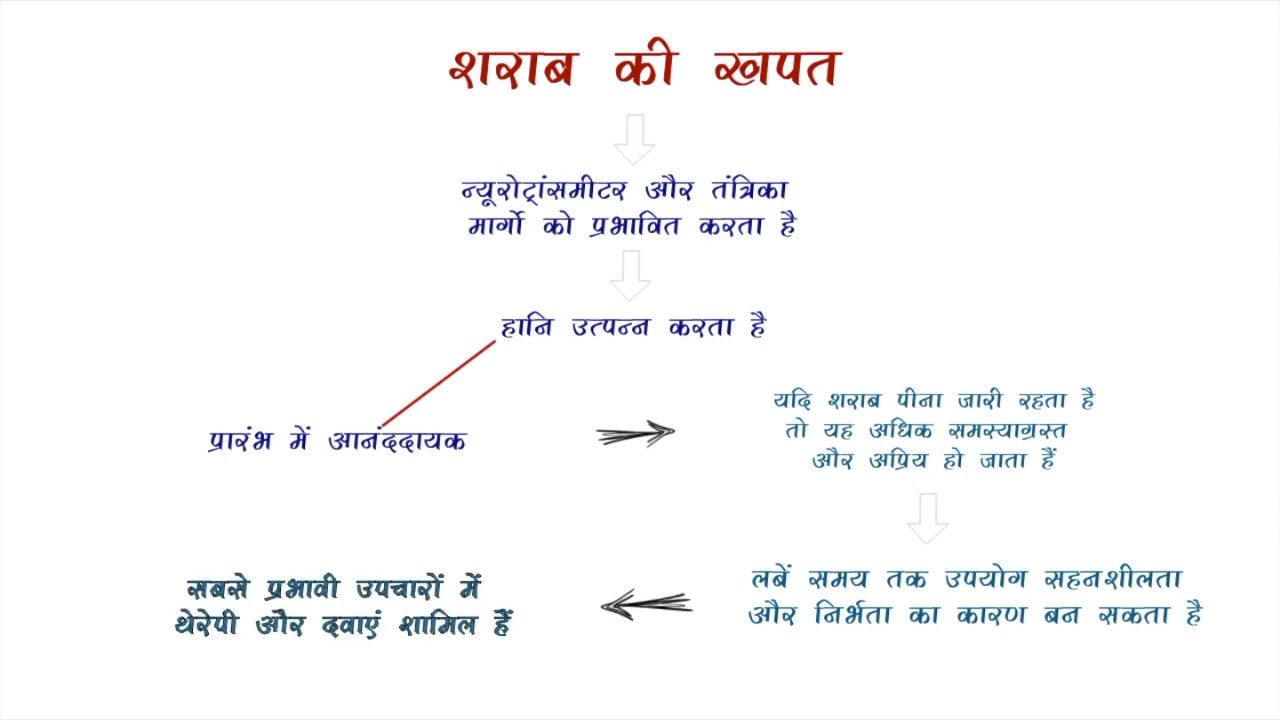 शराब की खपत
न्यूरोट्रांसमीटर और तंत्रिका
मार्गो को प्रभावित करता है
हानि उत्पन्न करता है
प्रारंभ में आनंददायक
यदि शराब पीना जारी रहता है
तो यह अधिक समस्याग्रस्त
और अप्रिय हो जाता हैं
लबें समय तक उपयोग सहनशीलता
और निर्भता का कारण बन सकता है
सबसे प्रभावी उपचारों में
थेरेपी और दवाएं शामिल हैं